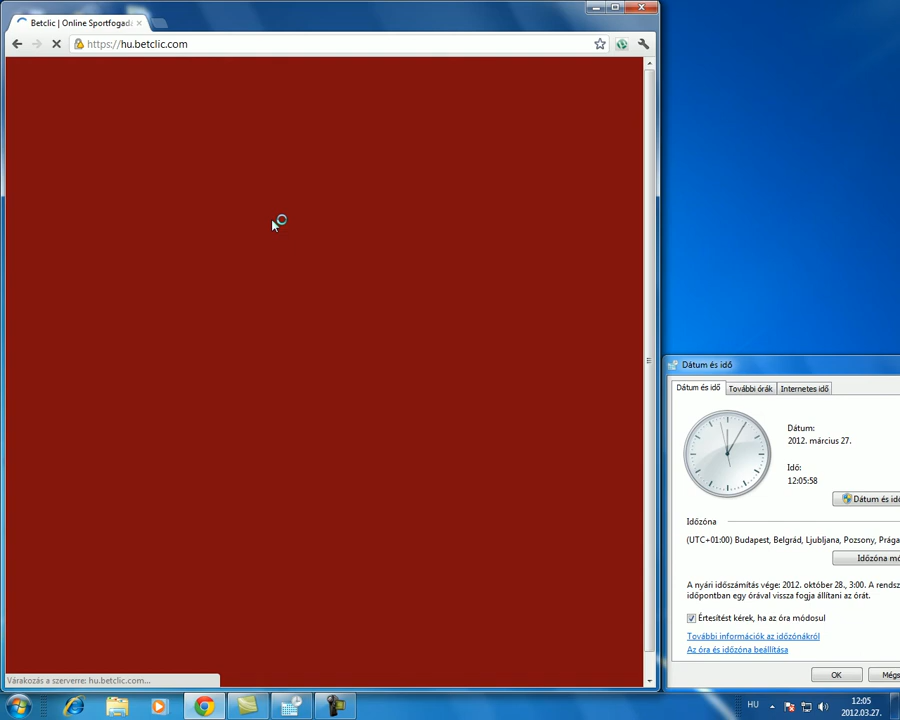 Betclic | Online Sportfogadá
https://hu.betclic.com
Várakozás a szerverre: hu.betclic.com...
Dátum és idő
Dátum és idő
További órák
Internetes idő
Dátum:
2012. március 27.
Idő:
12:05:58
Dátum és idő
Időzóna
(UTC+01:00) Budapest, Belgrád, Ljubljana, Pozsony, Prága
Időzóna mó
A nyári időszámítás vége: 2012. október 28., 3:00. A rendsz
időpontban egy órával vissza fogja állítani az órát.
Értesítést kérek, ha az óra módosul
További információk az időzónákról
Az óra és időzóna beállítása
OK
Mégs
HU
12:05
2012.03.27.